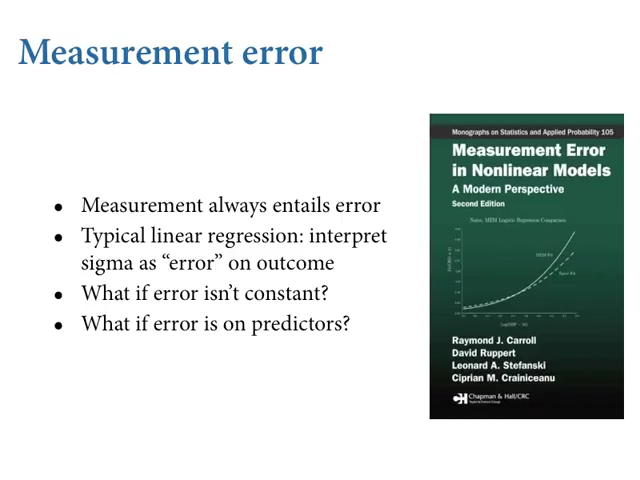 Measurement error
• Measurement always entails error
• Typical linear regression: interpret
sigma as “error” on outcome
• What if error isn’t constant?
• What if error is on predictors?
Monographs on Statistics and Applied Probability 105
Measurement Error
in Nonlinear Models
A Modern Perspective
Second Edition
Raymond J. Carroll
David Ruppert
Leonard A. Stefanski
Ciprian M. Crainiceanu
Chapman & Hall/CRC